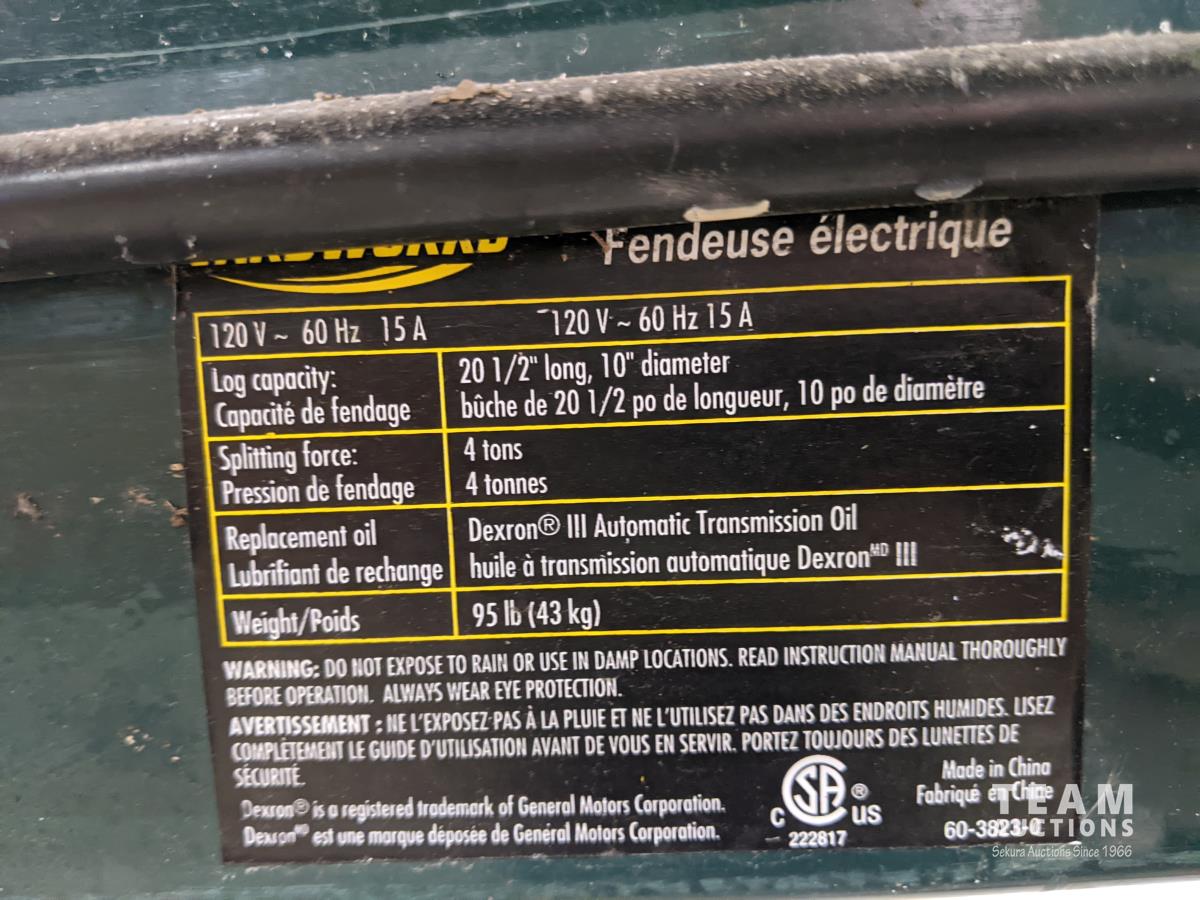 YARDWORKS Fendeuse électrique
120 V ~ 60 Hz 15 A 120 V ~ 60 Hz 15 A
Log capacity: 20 1/2" long, 10" diameter
Capacité de fendage bûche de 20 1/2 po de longueur, 10 po de diamètre
Splitting force: 4 tons
Pression de fendage 4 tonnes
Replacement oil Dexron® III Automatic Transmission Oil
Lubrifiant de rechange huile à transmission automatique Dexron MD III
Weight/Poids 95 lb (43 kg)
WARNING: DO NOT EXPOSE TO RAIN OR USE IN DAMP LOCATIONS. READ INSTRUCTION MANUAL THOROUGHLY
BEFORE OPERATION. ALWAYS WEAR EYE PROTECTION.
AVERTISSEMENT : NE L'EXPOSEZ PAS À LA PLUIE ET NE L'UTILISEZ PAS DANS DES ENDROITS HUMIDES. LISEZ
COMPLÈTEMENT LE GUIDE D'UTILISATION AVANT DE VOUS EN SERVIR. PORTEZ TOUJOURS DES LUNETTES DE
SÉCURITÉ.
Dexron® is a registered trademark of General Motors Corporation.
Dexron MD est une marque déposée de General Motors Corporation.
C SA ® US
222817
Made in China
Fabriqué en Chine
TEAM
AUCTIONS
Sekura Auctions Since 1966